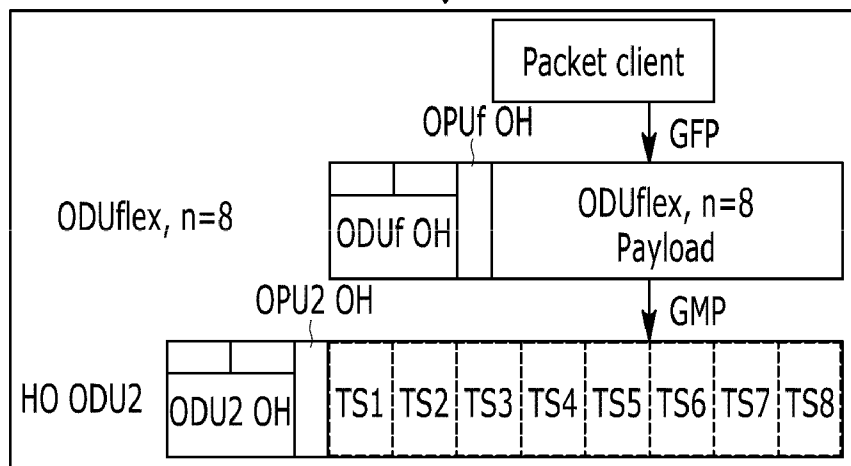 Packet client
OPUf OH
GFP
ODUflex, n=8
ODUf OH
ODUflex, n=8
Payload
OPU2 OH
GMP
HO ODU2
ODU2 OH
TS1 TS2 TS3 TS4 TS5 TS6 TS7 TS8